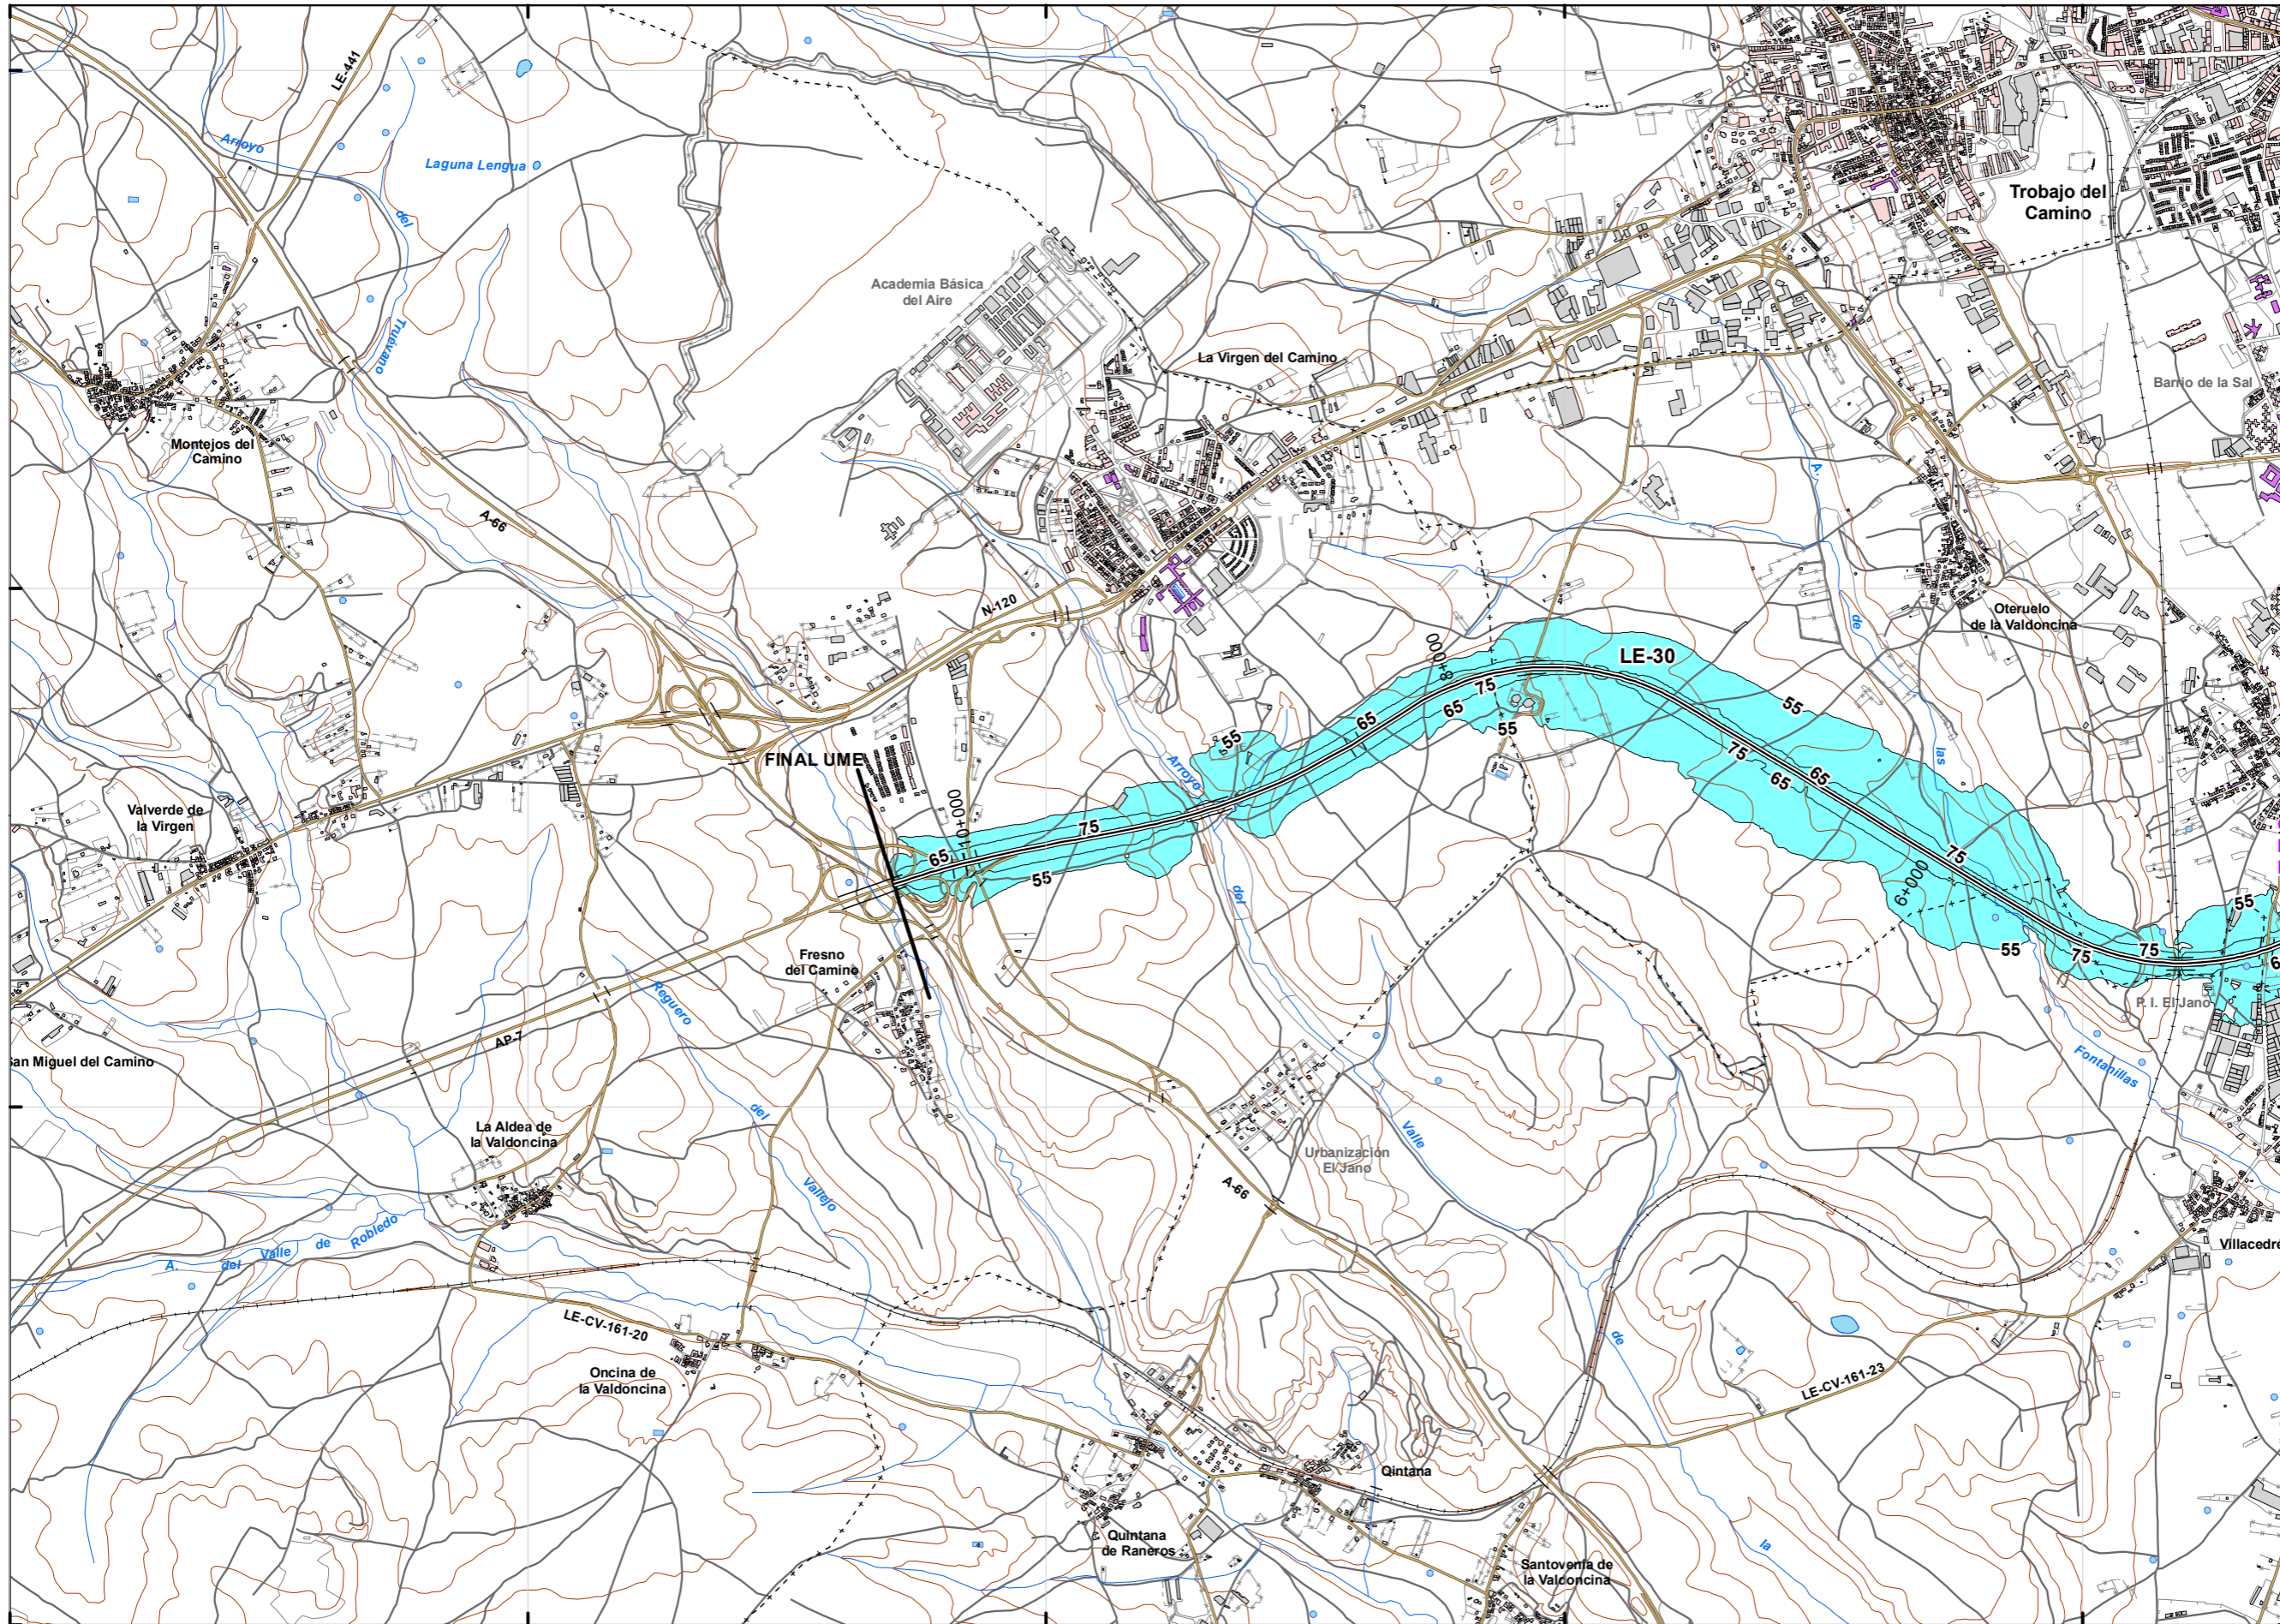 LE-441
Arroyo
del
Truévano
Laguna Lengua
Trobajo del
Camino
Academia Básica
del Aire
La Virgen del Camino
Barrio de la Sal
Montejos del
Camino
A-66
A.
de
las
Fontanillas
N-120
Oteruelo
de la Valdoncina
LE-30
8+000
75
65
65
75
55
55
55
75
65
65
75
FINAL UME
10+000
Arroyo
del
Valle
de
la
Valverde de
la Virgen
65
75
55
6+000
55
55
75
75
6
P. I. El Jano
Fresno
del Camino
Reguero
del
Vallejo
AP-7
San Miguel del Camino
La Aldea de
la Valdoncina
Urbanización
El Jano
A-66
A.
del
Valle
de
Robledo
Villacedré
LE-CV-161-20
Oncina de
la Valdoncina
LE-CV-161-23
Qintana
Quintana
de Raneros
Santovenia de
la Valdoncina